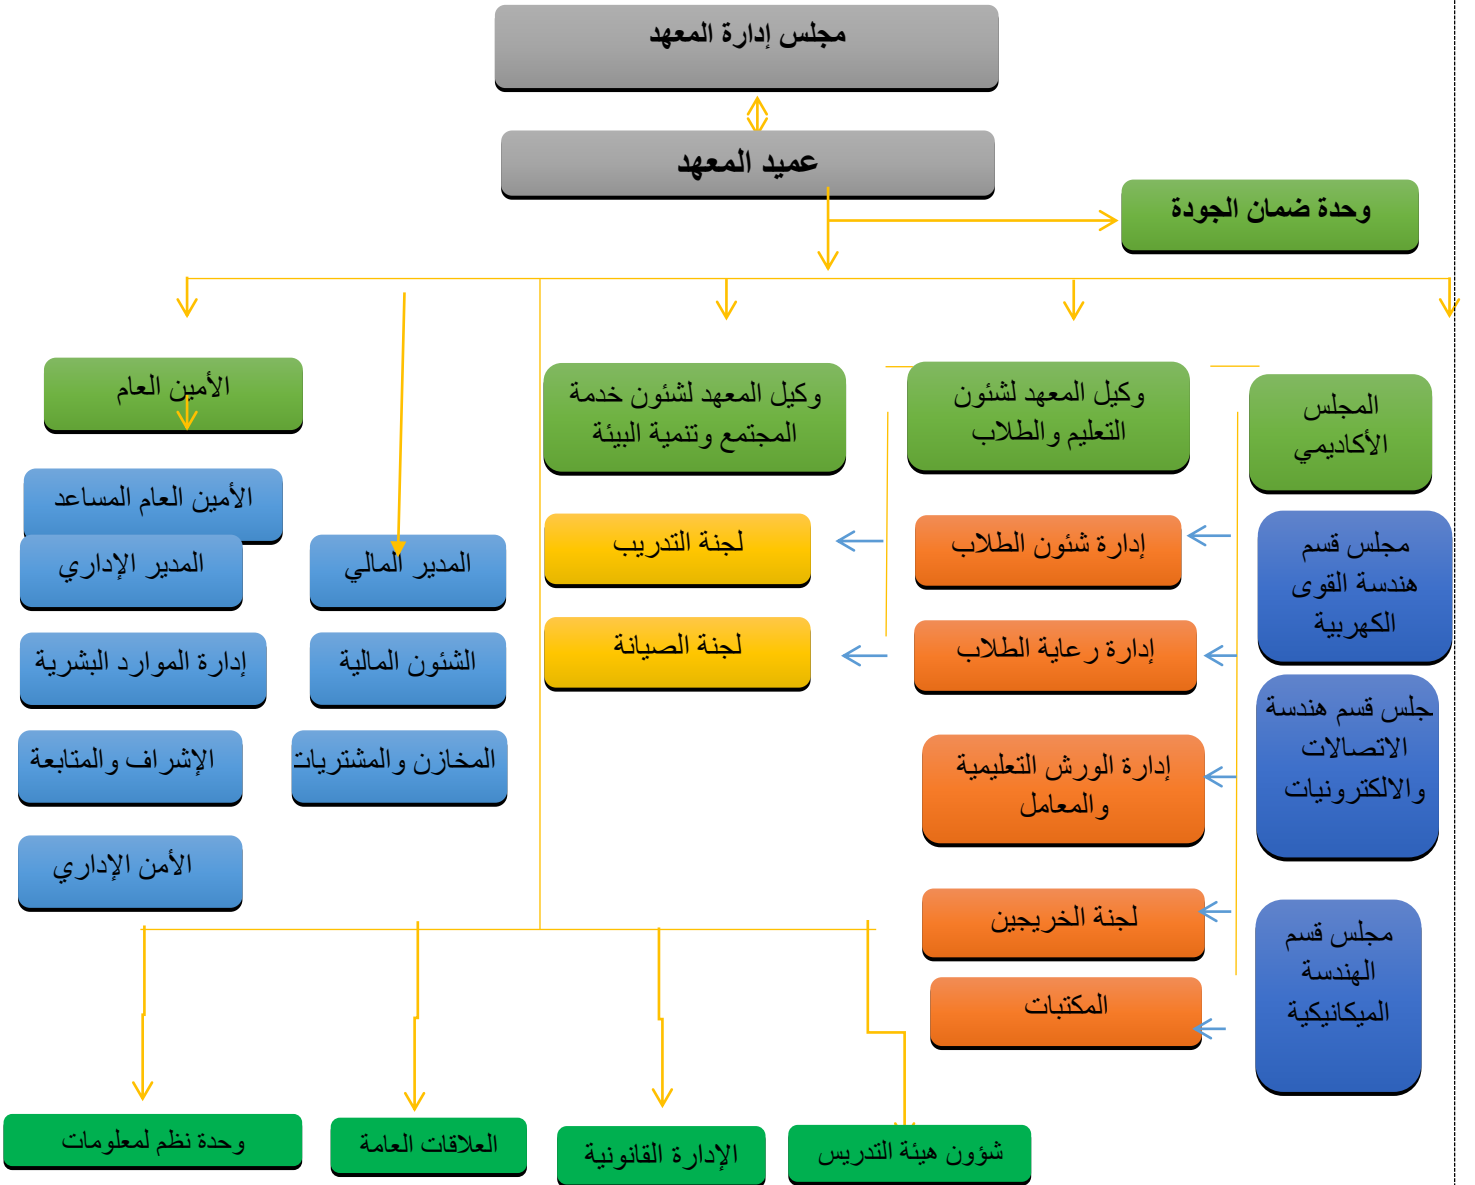 مجلس إدارة المعهد
عميد المعهد
وحدة ضمان الجودة
المجلس
الأكاديمي
وكيل المعهد لشئون
التعليم والطلاب
وكيل المعهد لشئون خدمة
المجتمع وتنمية البيئة
الأمين العام
مجلس قسم
هندسة القوى
الكهربية
جلس قسم هندسة
الاتصالات
والالكترونيات
مجلس قسم
الهندسة
الميكانيكية
إدارة شئون الطلاب
إدارة رعاية الطلاب
إدارة الورش التعليمية
والمعامل
لجنة الخريجين
المكتبات
لجنة التدريب
لجنة الصيانة
المدير المالي
الشئون المالية
المخازن والمشتريات
الأمين العام المساعد
المدير الإداري
إدارة الموارد البشرية
الإشراف والمتابعة
الأمن الإداري
شؤون هيئة التدريس
الإدارة القانونية
العلاقات العامة
وحدة نظم لمعلومات